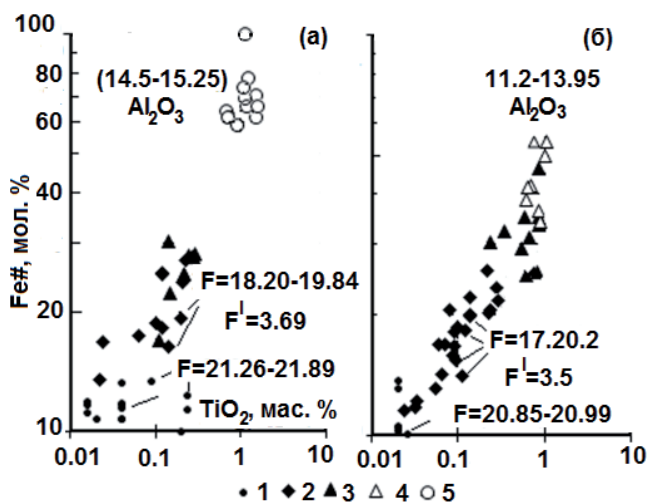 100
(а)
(б)
80
(14.5-15.25)
Al₂O₃
11.2-13.95
Al₂O₃
60
40
Fe#, мол. %
F=18.20-19.84
Fᴵ=3.69
20
F=17.20.2
Fᴵ=3.5
F=21.26-21.89
TiO₂, мас. %
F=20.85-20.99
10
0.01 0.1 1 10 0.01 0.1 1 10
1 2 3 4 5